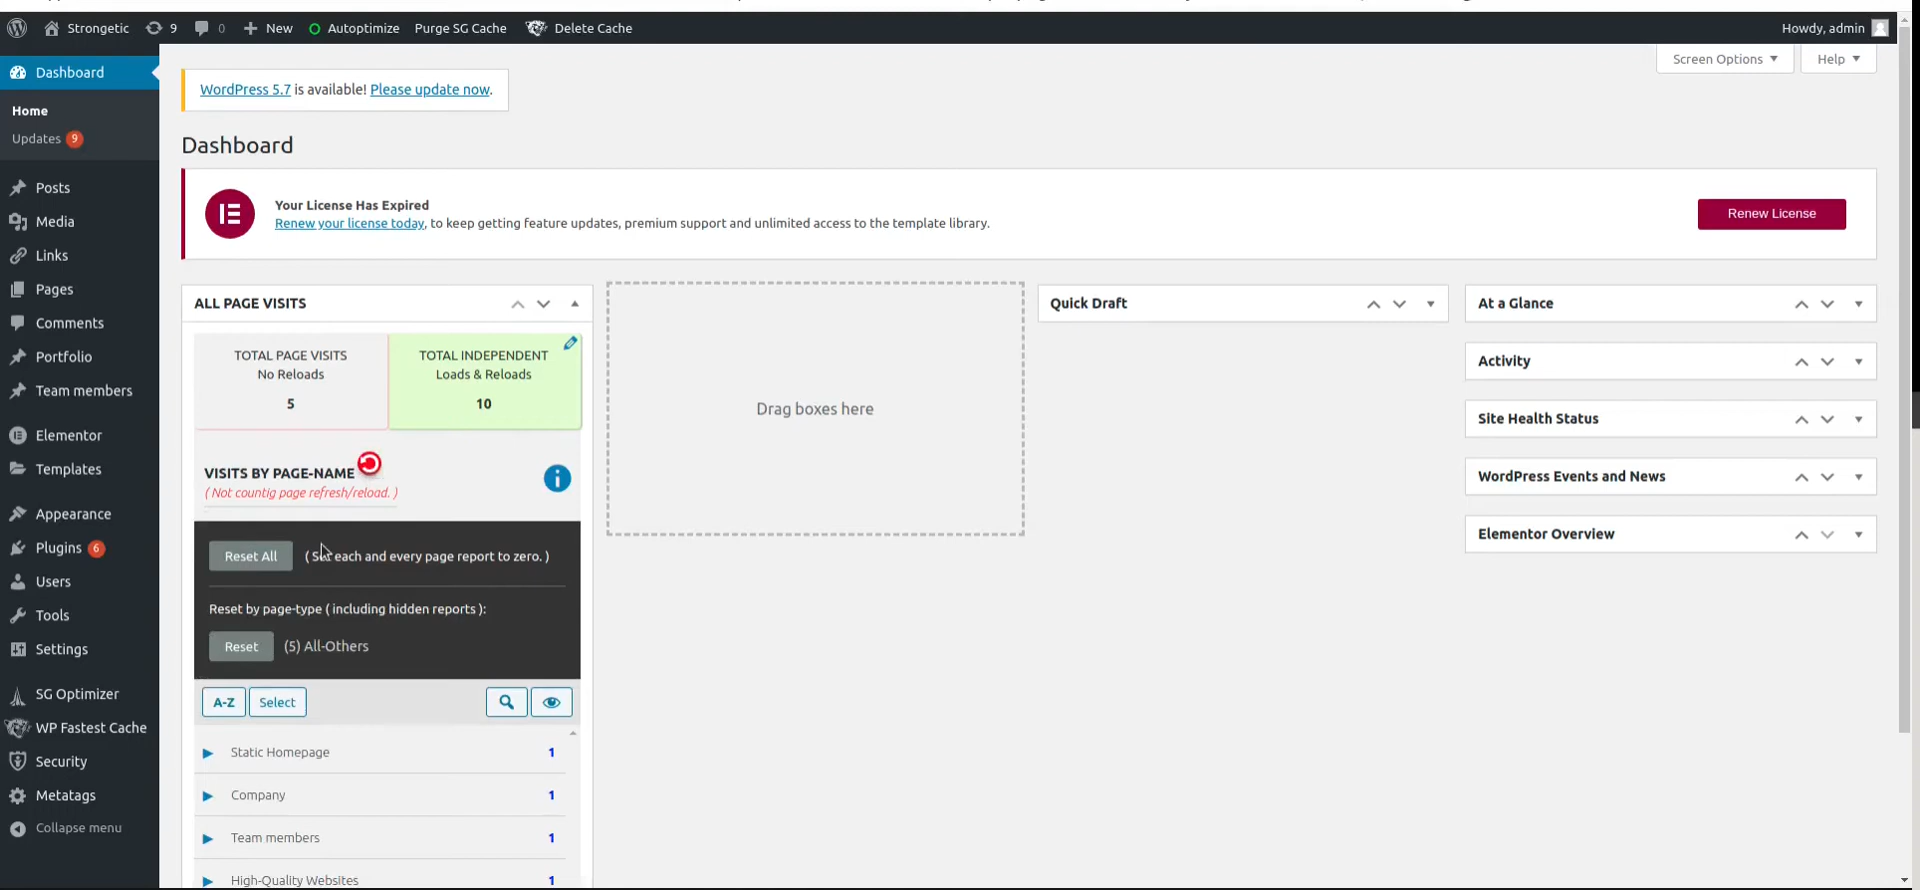 Strongetic
9
0
New
Autoptimize
Purge SG Cache
Delete Cache
Howdy, admin
Dashboard
Home
Updates 9
Posts
Media
Links
Pages
Comments
Portfolio
Team members
Elementor
Templates
Appearance
Plugins 6
Users
Tools
Settings
SG Optimizer
WP Fastest Cache
Security
Metatags
Collapse menu
Screen Options
Help
WordPress 5.7 is available! Please update now.
Dashboard
Your License Has Expired
Renew your license today, to keep getting feature updates, premium support and unlimited access to the template library.
Renew License
ALL PAGE VISITS
TOTAL PAGE VISITS
No Reloads
5
TOTAL INDEPENDENT
Loads & Reloads
10
VISITS BY PAGE-NAME
( Not countig page refresh/reload. )
Reset All
( each and every page report to zero. )
Reset by page-type ( including hidden reports ):
Reset
(5) All-Others
A-Z
Select
Static Homepage 1
Company 1
Team members 1
High-Quality Websites 1
Drag boxes here
Quick Draft
At a Glance
Activity
Site Health Status
WordPress Events and News
Elementor Overview